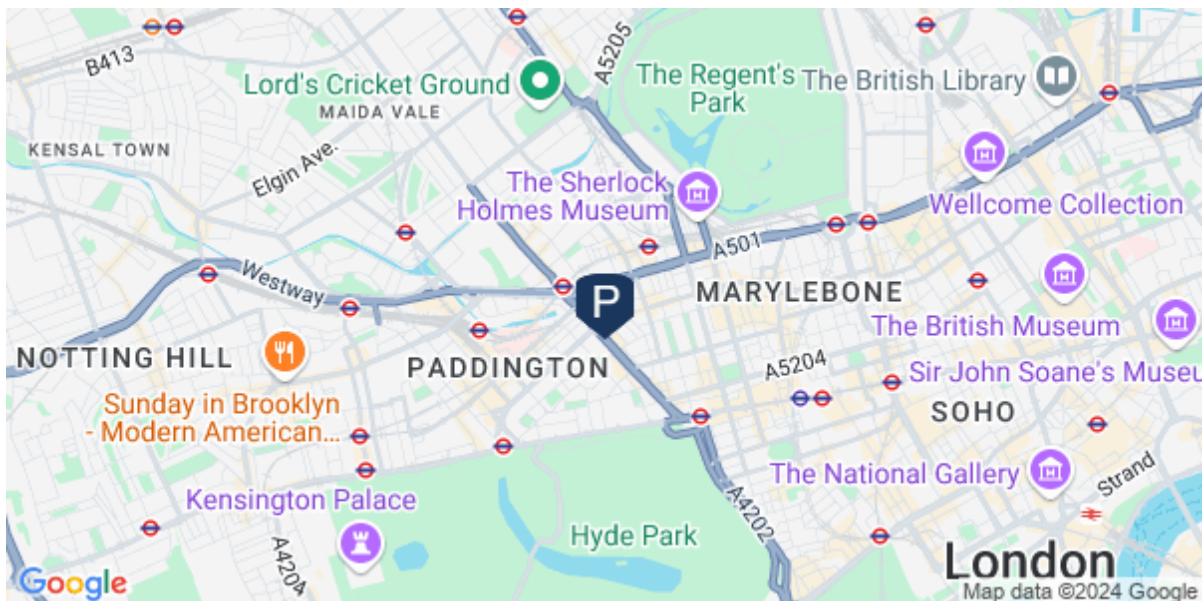 B413
A5205
Lord's Cricket Ground
MAIDA VALE
The Regent's
Park
The British Library
KENSAL TOWN
Elgin Ave.
The Sherlock
Holmes Museum
Wellcome Collection
A501
Westway
P
MARYLEBONE
The British Museum
NOTTING HILL
PADDINGTON
A5204
Sir John Soane's Museu
Sunday in Brooklyn
- Modern American...
SOHO
The National Gallery
Strand
Kensington Palace
A4202
Hyde Park
A4204
London
Google
Map data ©2024 Google